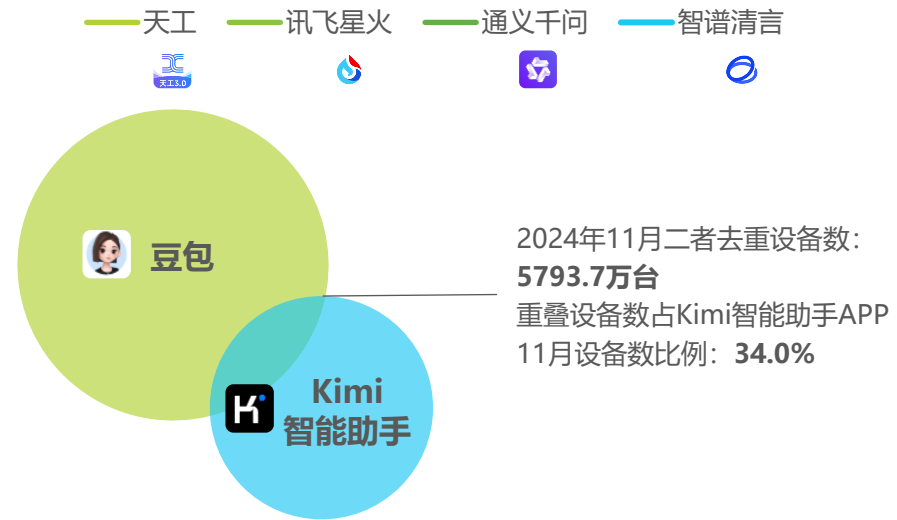 天工 讯飞星火 通义千问 智谱清言
天工3.0
豆包
2024年11月二者去重设备数：
5793.7万台
重叠设备数占Kimi智能助手APP
11月设备数比例：34.0%
Kimi
智能助手